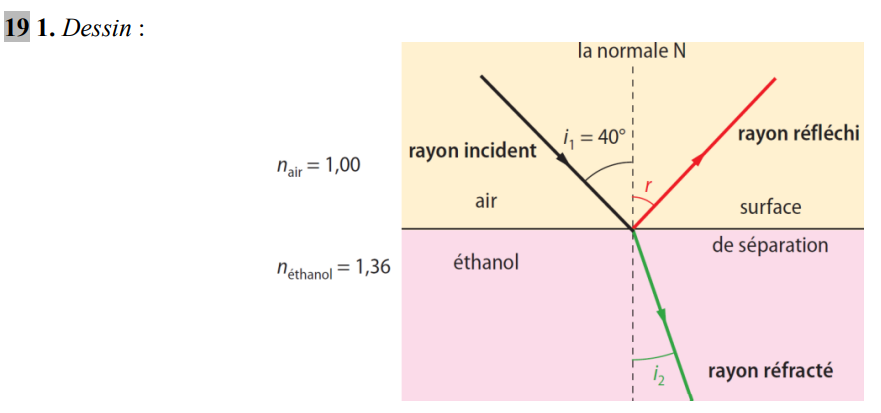 19 1. Dessin :
la normale N
i₁ = 40°
rayon réfléchi
rayon incident
nair = 1,00
r
air
surface
de séparation
néthanol = 1,36
éthanol
i₂
rayon réfracté